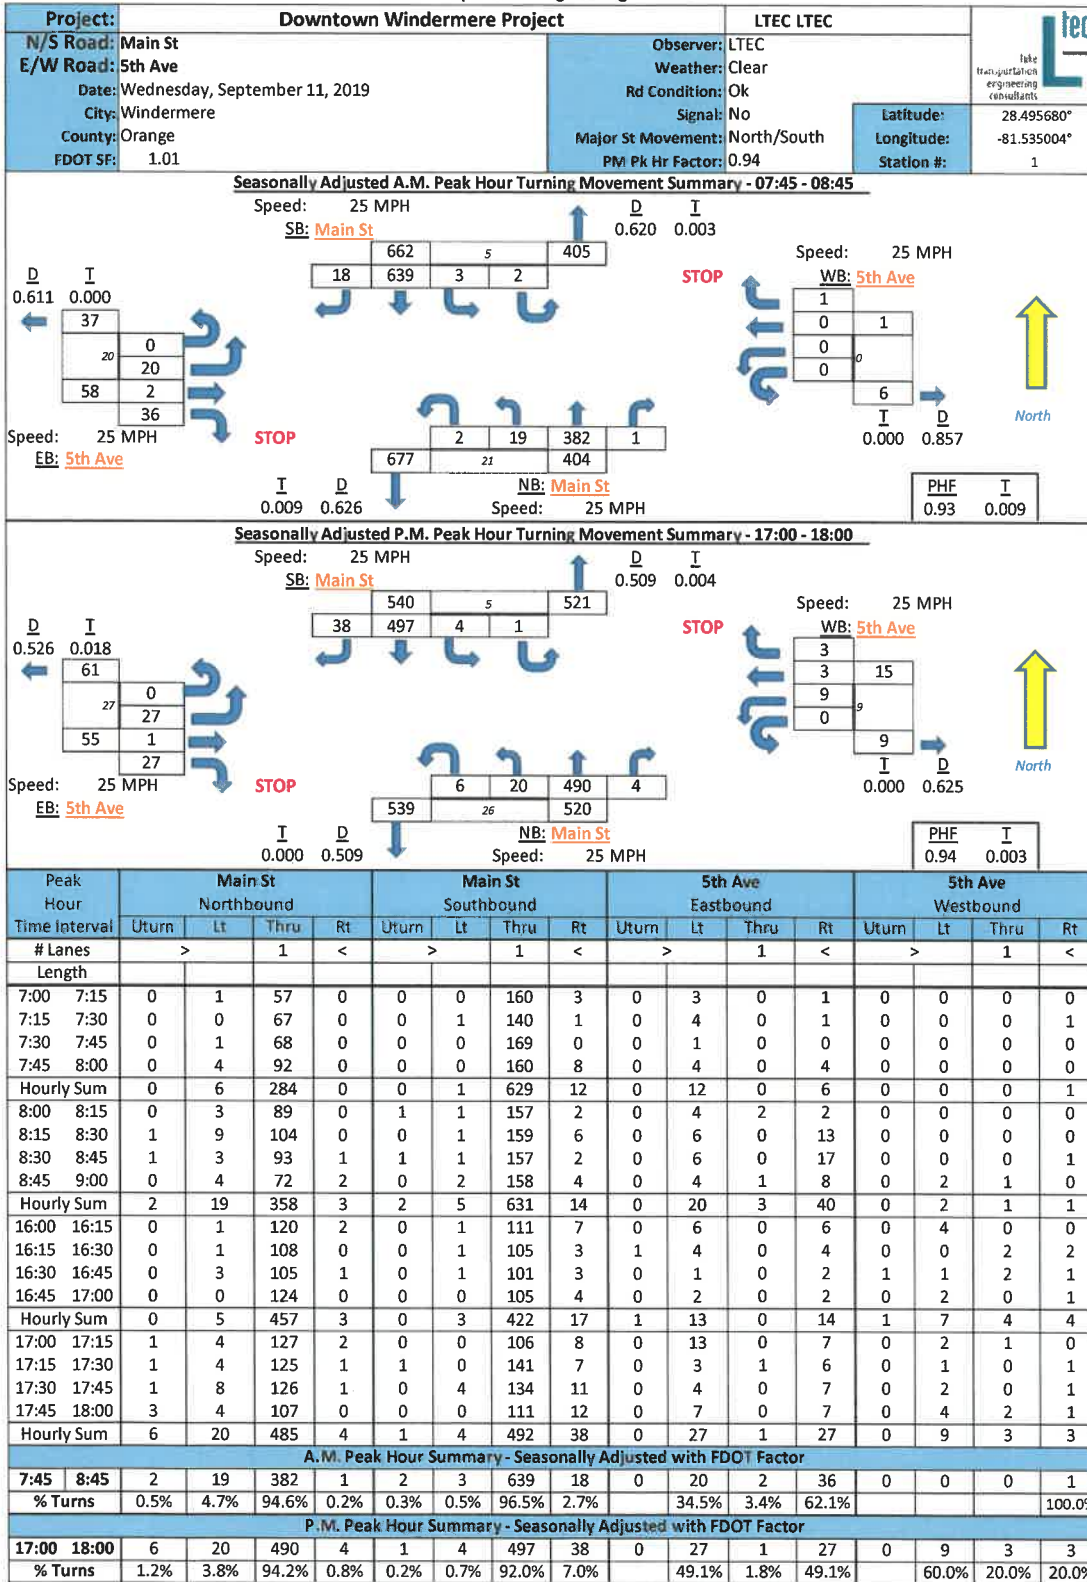 Project: Downtown Windermere Project LTEC LTEC
N/S Road: Main St Observer: LTEC
E/W Road: 5th Ave Weather: Clear
Date: Wednesday, September 11, 2019 Rd Condition: Ok
City: Windermere Signal: No Latitude: 28.495680°
County: Orange Major St Movement: North/South Longitude: -81.535004°
FDOT SF: 1.01 PM Pk Hr Factor: 0.94 Station #: 1
ltec
transportation
engineering
consultants
Seasonally Adjusted A.M. Peak Hour Turning Movement Summary - 07:45 - 08:45
Speed: 25 MPH D T
SB: Main St 0.620 0.003
662 5 405 Speed: 25 MPH
D T 18 639 3 2 STOP WB: 5th Ave
0.611 0.000 1
37 0 1
0 0 0
20 20 0
58 2 6
36 T D North
Speed: 25 MPH STOP 2 19 382 1 0.000 0.857
EB: 5th Ave 677 21 404
T D NB: Main St PHF T
0.009 0.626 Speed: 25 MPH 0.93 0.009
Seasonally Adjusted P.M. Peak Hour Turning Movement Summary - 17:00 - 18:00
Speed: 25 MPH D T
SB: Main St 0.509 0.004
540 5 521 Speed: 25 MPH
D T 38 497 4 1 STOP WB: 5th Ave
0.526 0.018 3
61 3 15
0 9 9
27 27 0
55 1 9
27 T D North
Speed: 25 MPH STOP 6 20 490 4 0.000 0.625
EB: 5th Ave 539 26 520
T D NB: Main St PHF T
0.000 0.509 Speed: 25 MPH 0.94 0.003
Peak Main St Main St 5th Ave 5th Ave
Hour Northbound Southbound Eastbound Westbound
Time Interval Uturn Lt Thru Rt Uturn Lt Thru Rt Uturn Lt Thru Rt Uturn Lt Thru Rt
# Lanes > 1 < > 1 < > 1 < > 1 <
Length
7:00 7:15 0 1 57 0 0 0 160 3 0 3 0 1 0 0 0 0
7:15 7:30 0 0 67 0 0 1 140 1 0 4 0 1 0 0 0 1
7:30 7:45 0 1 68 0 0 0 169 0 0 1 0 0 0 0 0 0
7:45 8:00 0 4 92 0 0 0 160 8 0 4 0 4 0 0 0 0
Hourly Sum 0 6 284 0 0 1 629 12 0 12 0 6 0 0 0 1
8:00 8:15 0 3 89 0 1 1 157 2 0 4 2 2 0 0 0 0
8:15 8:30 1 9 104 0 0 1 159 6 0 6 0 13 0 0 0 0
8:30 8:45 1 3 93 1 1 1 157 2 0 6 0 17 0 0 0 1
8:45 9:00 0 4 72 2 0 2 158 4 0 4 1 8 0 2 1 0
Hourly Sum 2 19 358 3 2 5 631 14 0 20 3 40 0 2 1 1
16:00 16:15 0 1 120 2 0 1 111 7 0 6 0 6 0 4 0 0
16:15 16:30 0 1 108 0 0 1 105 3 1 4 0 4 0 0 2 2
16:30 16:45 0 3 105 1 0 1 101 3 0 1 0 2 1 1 2 1
16:45 17:00 0 0 124 0 0 0 105 4 0 2 0 2 0 2 0 1
Hourly Sum 0 5 457 3 0 3 422 17 1 13 0 14 1 7 4 4
17:00 17:15 1 4 127 2 0 0 106 8 0 13 0 7 0 2 1 0
17:15 17:30 1 4 125 1 1 0 141 7 0 3 1 6 0 1 0 1
17:30 17:45 1 8 126 1 0 4 134 11 0 4 0 7 0 2 0 1
17:45 18:00 3 4 107 0 0 0 111 12 0 7 0 7 0 4 2 1
Hourly Sum 6 20 485 4 1 4 492 38 0 27 1 27 0 9 3 3
A.M. Peak Hour Summary - Seasonally Adjusted with FDOT Factor
7:45 8:45 2 19 382 1 2 3 639 18 0 20 2 36 0 0 0 1
% Turns 0.5% 4.7% 94.6% 0.2% 0.3% 0.5% 96.5% 2.7% 34.5% 3.4% 62.1% 100.0
P.M. Peak Hour Summary - Seasonally Adjusted with FDOT Factor
17:00 18:00 6 20 490 4 1 4 497 38 0 27 1 27 0 9 3 3
% Turns 1.2% 3.8% 94.2% 0.8% 0.2% 0.7% 92.0% 7.0% 49.1% 1.8% 49.1% 60.0% 20.0% 20.0%